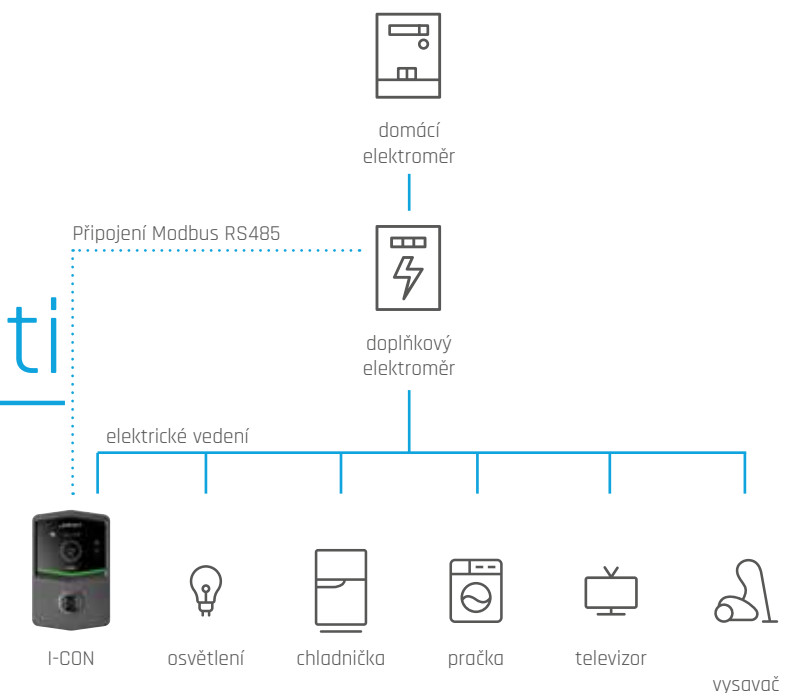 domácí
elektroměr
Připojení Modbus RS485
ti
doplňkový
elektroměr
elektrické vedení
I-CON
osvětlení
chladnička
pračka
televizor
vysavač